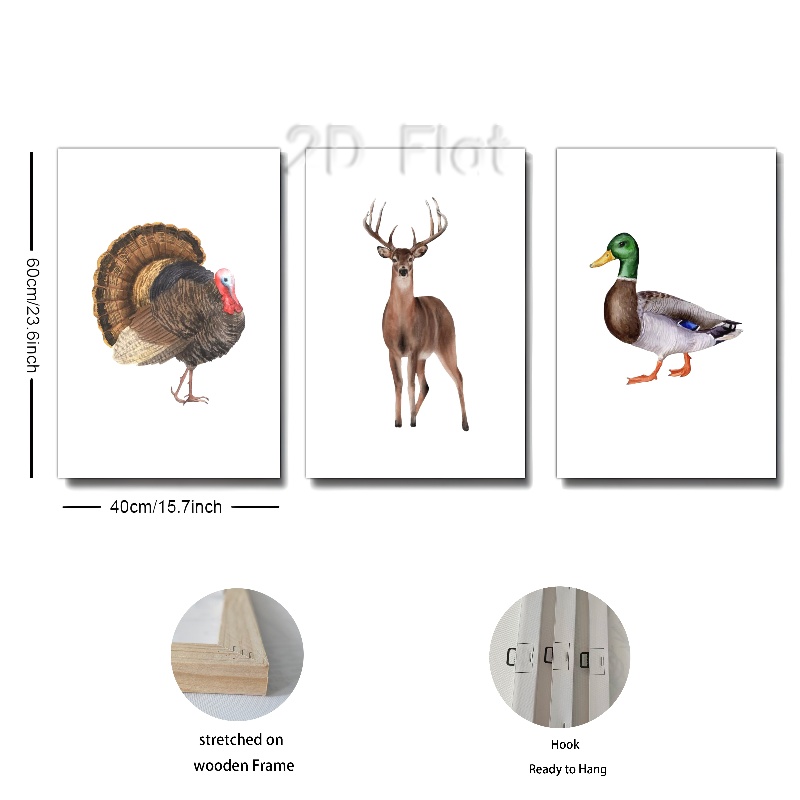 2D Flat
60cm/23.6inch
40cm/15.7inch
stretched on
wooden Frame
Hook
Ready to Hang